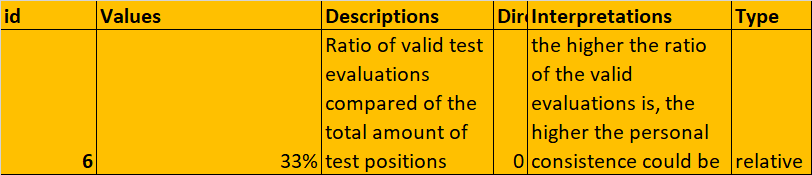 id Values Descriptions Dir Interpretations Type
Ratio of valid test
evaluations
compared of the
total amount of
test positions
the higher the ratio
of the valid
evaluations is, the
higher the personal
consistence could be
6 33% 0 relative